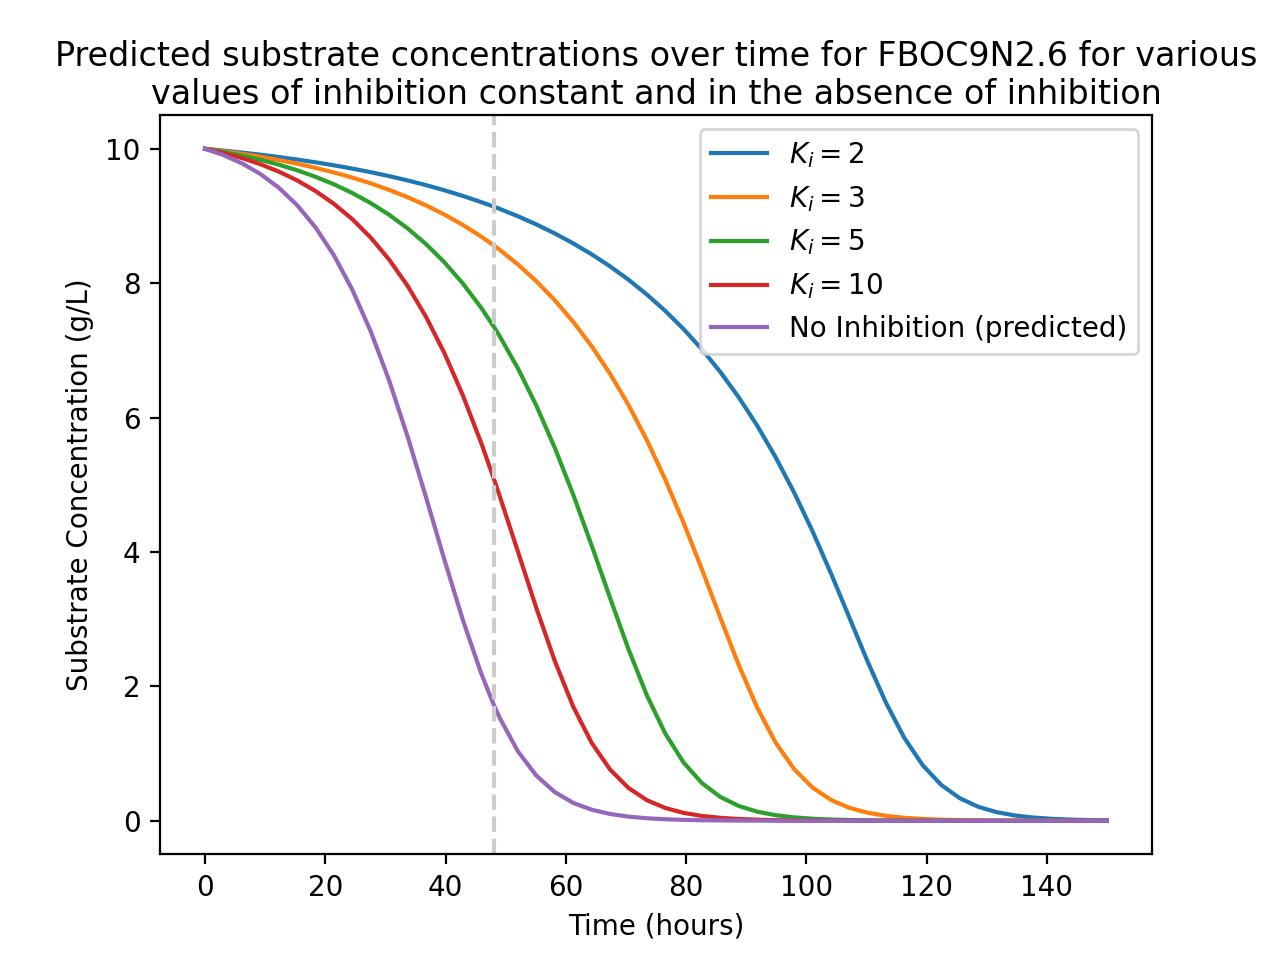 Predicted substrate concentrations over time for FBOC9N2.6 for various
values of inhibition constant and in the absence of inhibition
Substrate Concentration (g/L)
10
8
6
4
2
0
K_i = 2
K_i = 3
K_i = 5
K_i = 10
No Inhibition (predicted)
0 20 40 60 80 100 120 140
Time (hours)